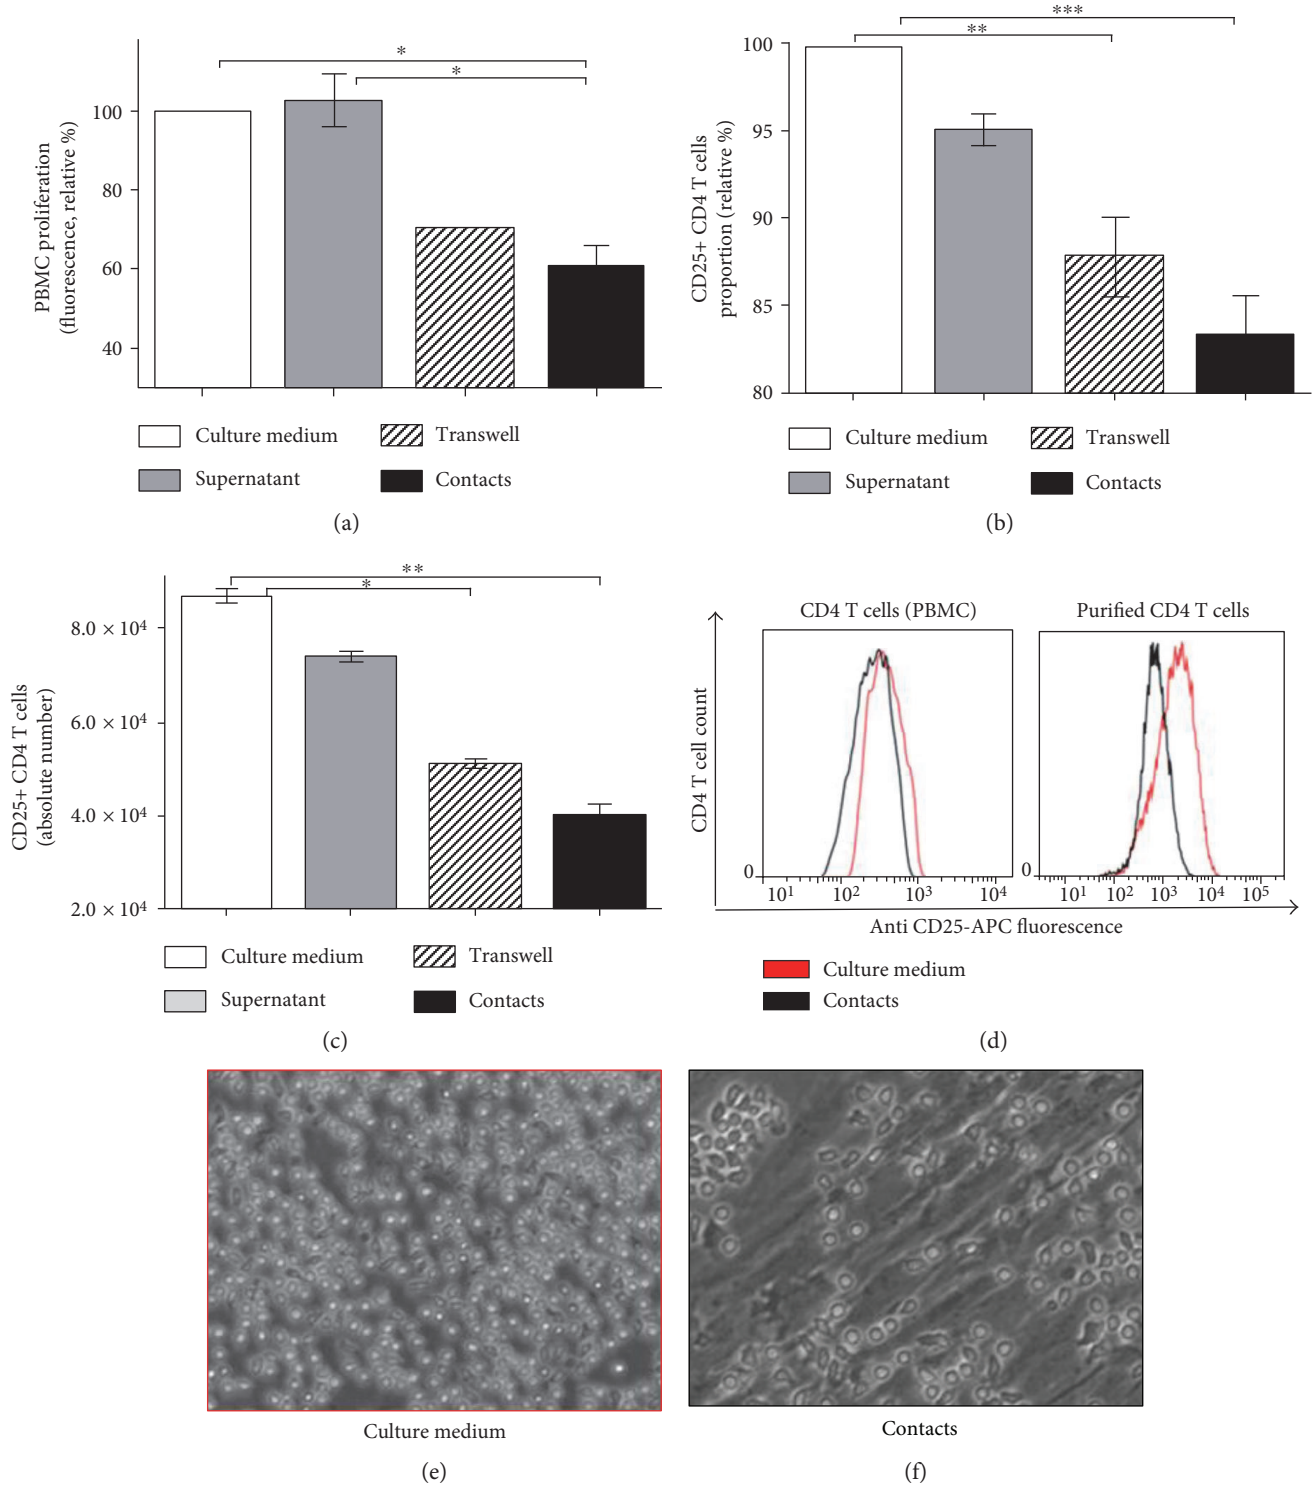 *
*
100
80
60
40
PBMC proliferation
(fluorescence, relative %)
Culture medium
Transwell
Supernatant
Contacts
(a)
***
**
100
95
90
85
80
CD25+ CD4 T cells
proportion (relative %)
Culture medium
Transwell
Supernatant
Contacts
(b)
**
*
8.0 × 10⁴
6.0 × 10⁴
4.0 × 10⁴
2.0 × 10⁴
CD25+ CD4 T cells
(absolute number)
Culture medium
Transwell
Supernatant
Contacts
(c)
CD4 T cells (PBMC)
Purified CD4 T cells
CD4 T cell count
0
0
10¹ 10² 10³ 10⁴
10¹ 10² 10³ 10⁴ 10⁵
Anti CD25-APC fluorescence
Culture medium
Contacts
(d)
Culture medium
(e)
Contacts
(f)